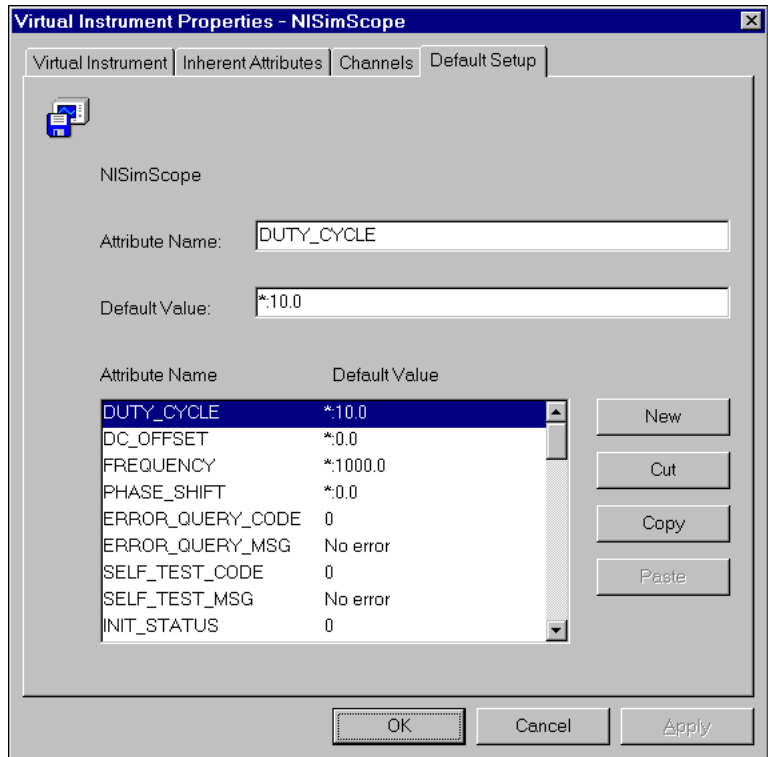 Virtual Instrument Properties - NISimScope
Virtual Instrument Inherent Attributes Channels Default Setup
NISimScope
Attribute Name: DUTY_CYCLE
Default Value: *:10.0
Attribute Name Default Value
DUTY_CYCLE *:10.0
DC_OFFSET *:0.0
FREQUENCY *:1000.0
PHASE_SHIFT *:0.0
ERROR_QUERY_CODE 0
ERROR_QUERY_MSG No error
SELF_TEST_CODE 0
SELF_TEST_MSG No error
INIT_STATUS 0
New
Cut
Copy
Paste
OK Cancel Apply